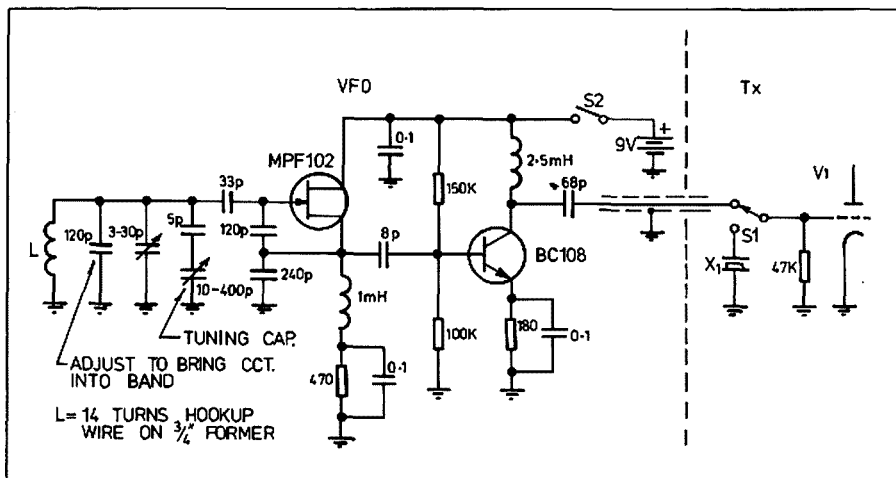 VFO
Tx
S2
+
9V
0·1
MPF102
2·5mH
150K
68p
V1
33p
5p
120p
3-30p
120p
8p
S1
L
240p
BC108
X1
47K
10-400p
1mH
TUNING CAP.
100K
180
0·1
ADJUST TO BRING CCT.
INTO BAND
470
0·1
L= 14 TURNS HOOKUP
WIRE ON 3/4" FORMER